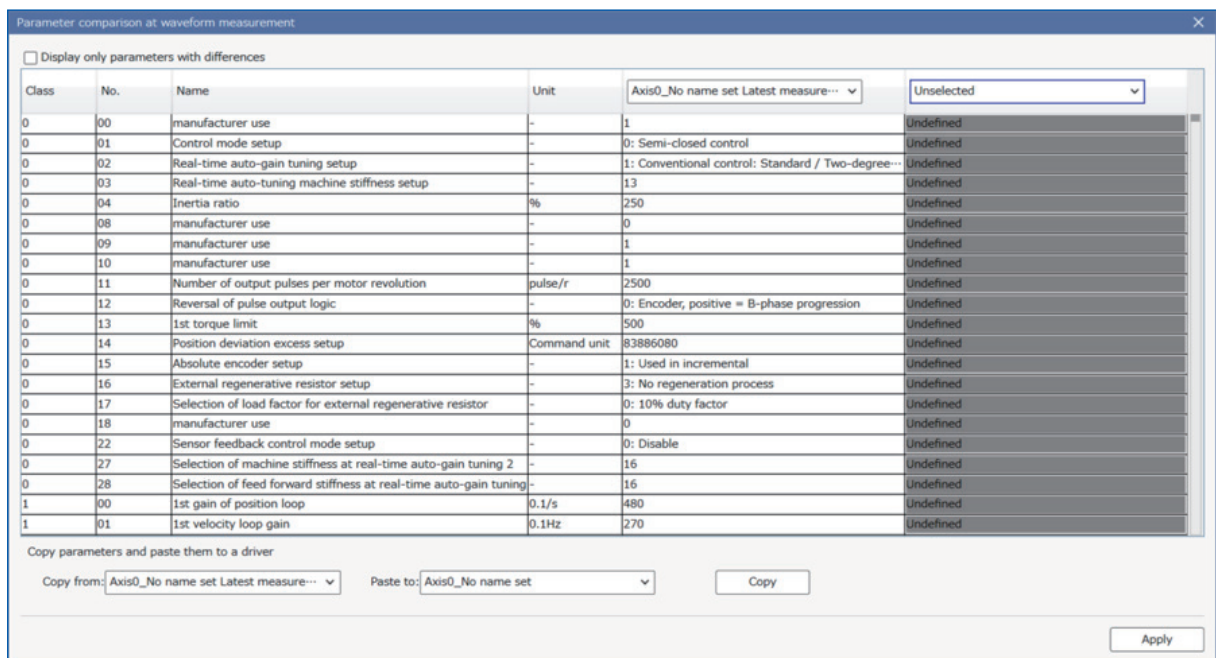 Parameter comparison at waveform measurement
Display only parameters with differences
Class No. Name Unit Axis0_No name set Latest measure··· Unselected
0 00 manufacturer use - 1 Undefined
0 01 Control mode setup - 0: Semi-closed control Undefined
0 02 Real-time auto-gain tuning setup - 1: Conventional control: Standard / Two-degree··· Undefined
0 03 Real-time auto-tuning machine stiffness setup - 13 Undefined
0 04 Inertia ratio % 250 Undefined
0 08 manufacturer use - 0 Undefined
0 09 manufacturer use - 1 Undefined
0 10 manufacturer use - 1 Undefined
0 11 Number of output pulses per motor revolution pulse/r 2500 Undefined
0 12 Reversal of pulse output logic - 0: Encoder, positive = B-phase progression Undefined
0 13 1st torque limit % 500 Undefined
0 14 Position deviation excess setup Command unit 83886080 Undefined
0 15 Absolute encoder setup - 1: Used in incremental Undefined
0 16 External regenerative resistor setup - 3: No regeneration process Undefined
0 17 Selection of load factor for external regenerative resistor - 0: 10% duty factor Undefined
0 18 manufacturer use - 0 Undefined
0 22 Sensor feedback control mode setup - 0: Disable Undefined
0 27 Selection of machine stiffness at real-time auto-gain tuning 2 - 16 Undefined
0 28 Selection of feed forward stiffness at real-time auto-gain tuning - 16 Undefined
1 00 1st gain of position loop 0.1/s 480 Undefined
1 01 1st velocity loop gain 0.1Hz 270 Undefined
Copy parameters and paste them to a driver
Copy from: Axis0_No name set Latest measure··· Paste to: Axis0_No name set Copy
Apply